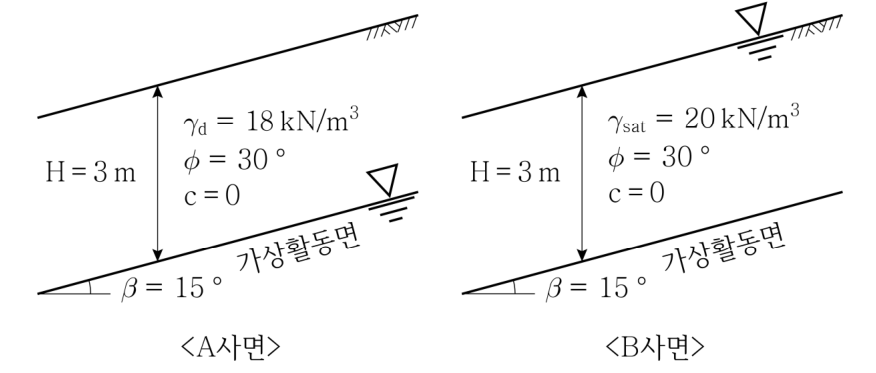 γd = 18 kN/m³
φ = 30 °
c = 0
H = 3 m
가상활동면
β = 15 °
<A사면>
γsat = 20 kN/m³
φ = 30 °
c = 0
H = 3 m
가상활동면
β = 15 °
<B사면>